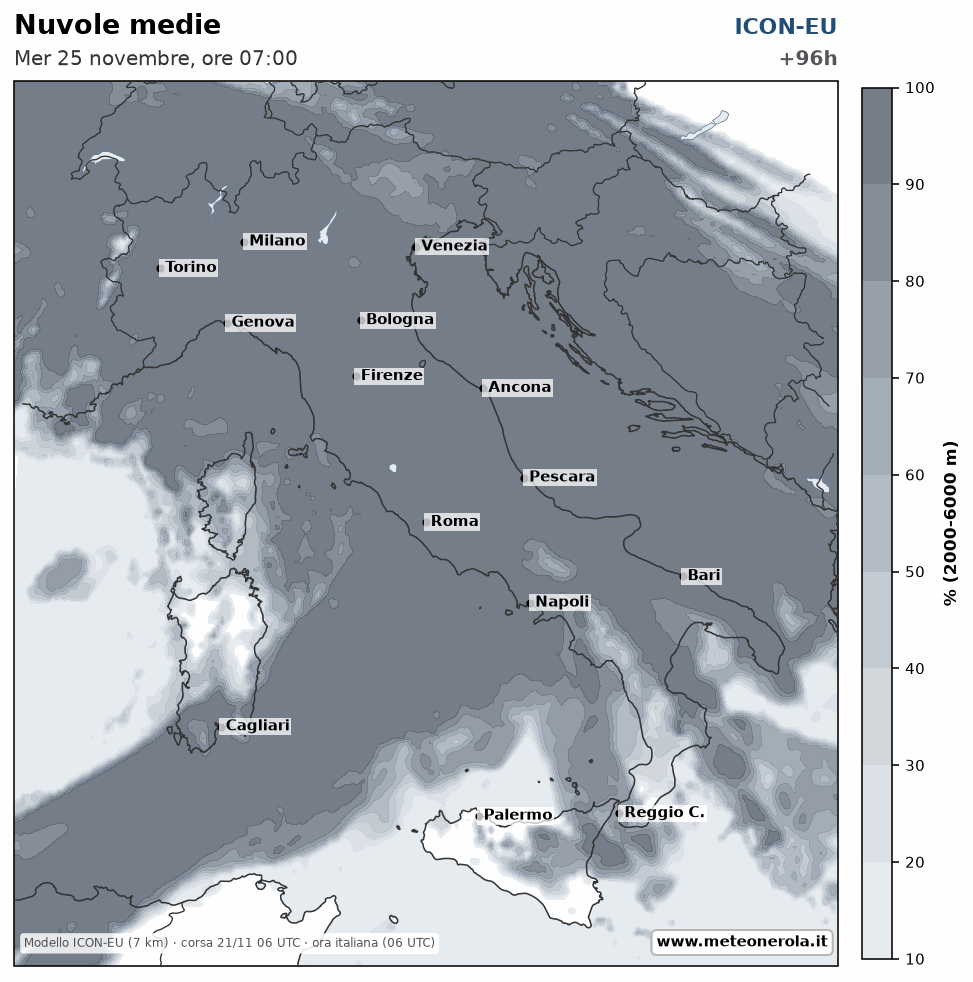 Nuvole medie
ICON-EU
Mer 25 novembre, ore 07:00
+96h
100
90
80
70
60
50
40
30
20
10
% (2000-6000 m)
Milano
Venezia
Torino
Genova
Bologna
Firenze
Ancona
Pescara
Roma
Bari
Napoli
Cagliari
Palermo
Reggio C.
Modello ICON-EU (7 km) · corsa 21/11 06 UTC · ora italiana (06 UTC)
www.meteonerola.it